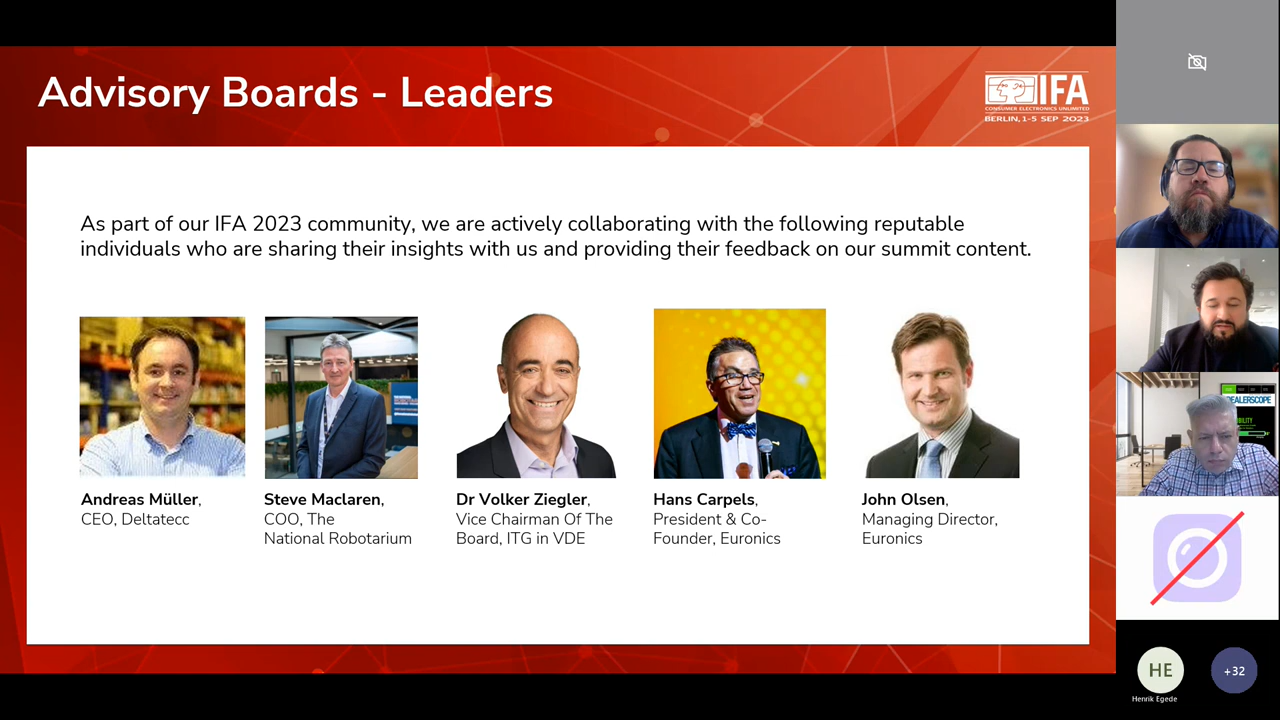 Advisory Boards - Leaders
IFA
CONSUMER ELECTRONICS UNLIMITED
BERLIN, 1-5 SEP 2023
As part of our IFA 2023 community, we are actively collaborating with the following reputable
individuals who are sharing their insights with us and providing their feedback on our summit content.
Andreas Müller,
CEO, Deltatecc
Steve Maclaren,
COO, The
National Robotarium
Dr Volker Ziegler,
Vice Chairman Of The
Board, ITG in VDE
Hans Carpels,
President & Co-
Founder, Euronics
John Olsen,
Managing Director,
Euronics
DEALERSCOPE
HE
Henrik Egede
+32